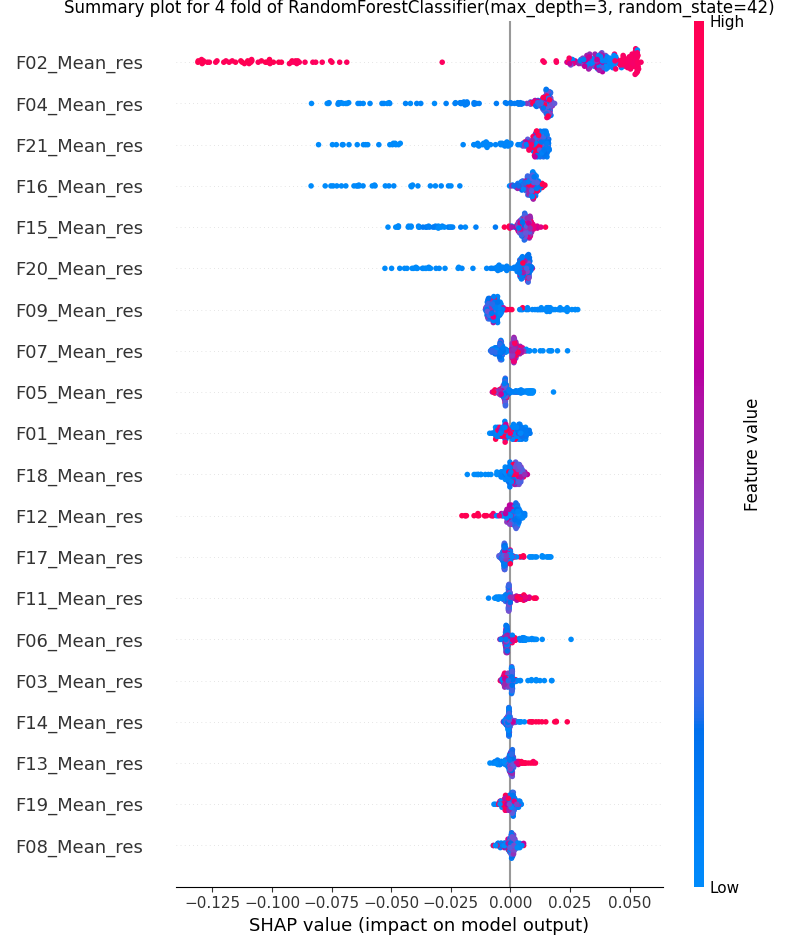 Summary plot for 4 fold of RandomForestClassifier(max_depth=3, random_state=42)
High
F02_Mean_res
F04_Mean_res
F21_Mean_res
F16_Mean_res
F15_Mean_res
F20_Mean_res
F09_Mean_res
F07_Mean_res
F05_Mean_res
F01_Mean_res
F18_Mean_res
F12_Mean_res
F17_Mean_res
F11_Mean_res
F06_Mean_res
F03_Mean_res
F14_Mean_res
F13_Mean_res
F19_Mean_res
F08_Mean_res
Feature value
Low
−0.125 −0.100 −0.075 −0.050 −0.025 0.000 0.025 0.050
SHAP value (impact on model output)